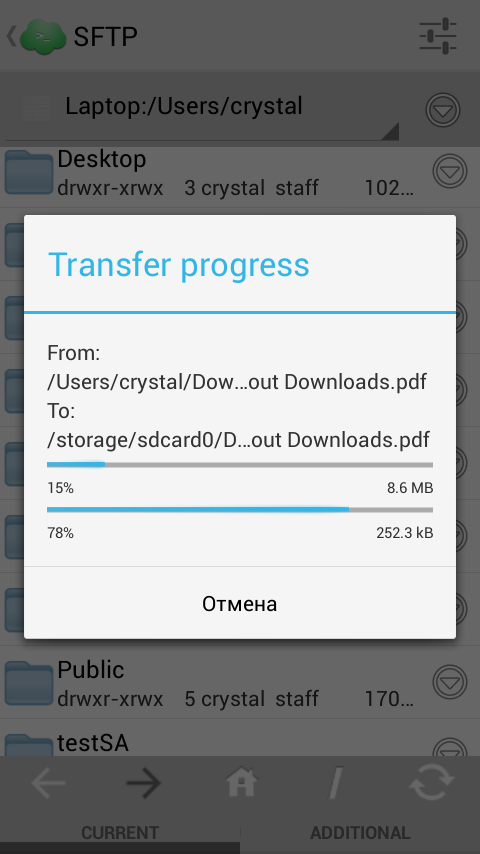 SFTP
Laptop:/Users/crystal
Desktop
drwxr-xrwx 3 crystal staff 102...
Transfer progress
From:
/Users/crystal/Dow...out Downloads.pdf
To:
/storage/sdcard0/D...out Downloads.pdf
15% 8.6 MB
78% 252.3 kB
Отмена
Public
drwxr-xrwx 5 crystal staff 170...
testSA
CURRENT ADDITIONAL